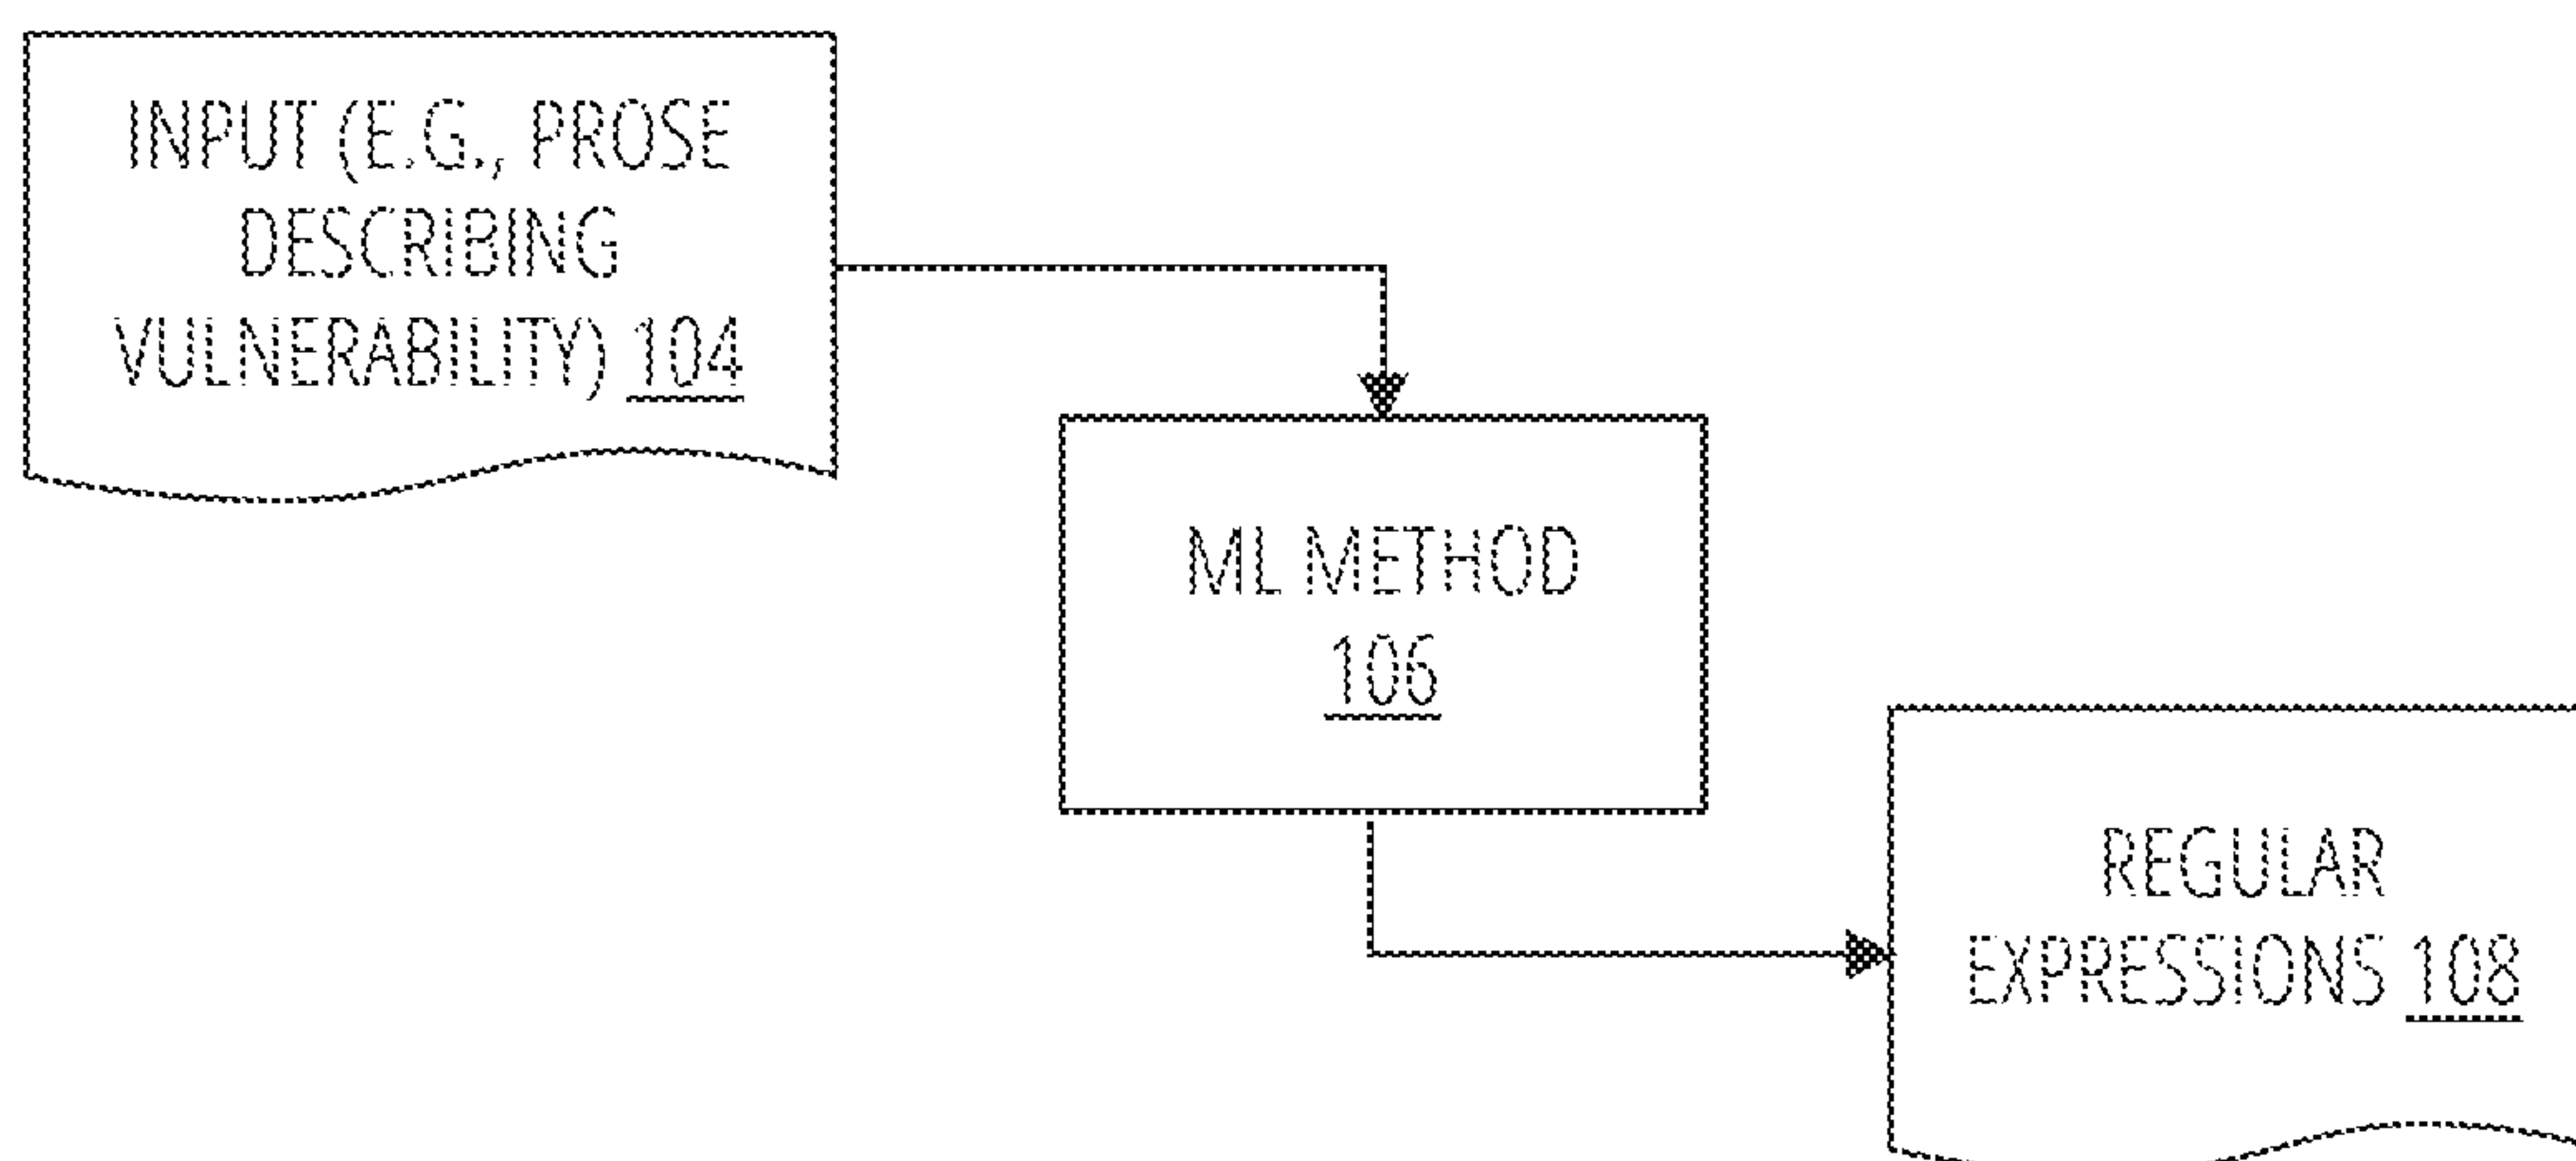 INPUT (E.G., PROSE
DESCRIBING
VULNERABILITY) 104
ML METHOD
106
REGULAR
EXPRESSIONS 108